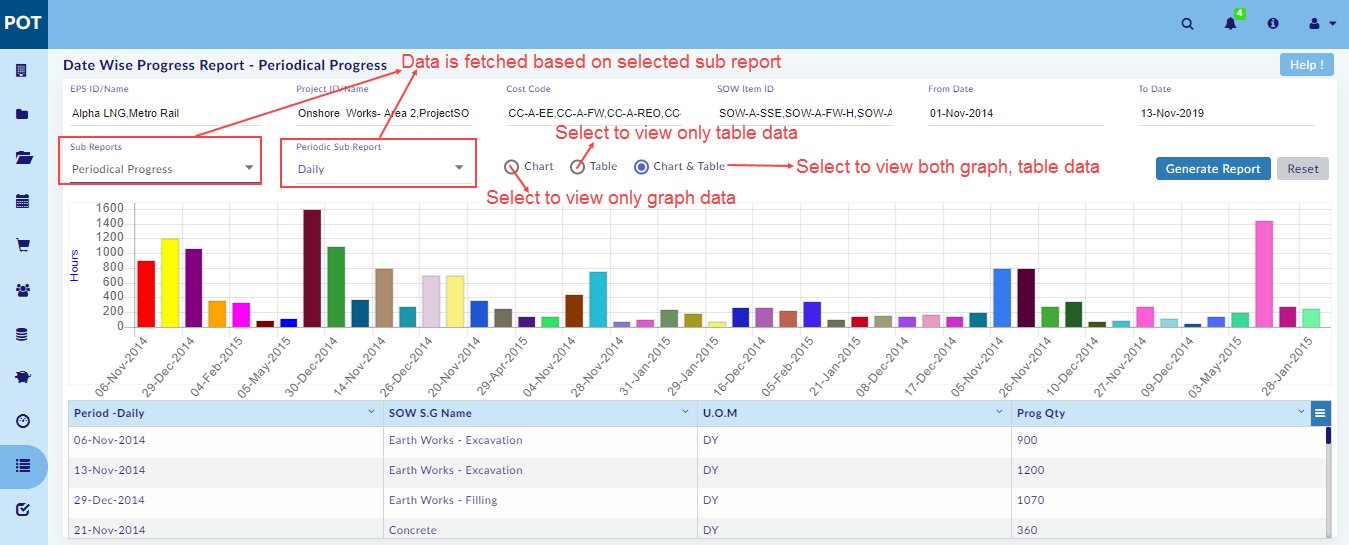 POT
4
Date Wise Progress Report - Periodical Progress
Data is fetched based on selected sub report
Help !
EPS ID/Name
Project ID/Name
Cost Code
SOW Item ID
From Date
To Date
Alpha LNG,Metro Rail
Onshore Works- Area 2,ProjectSO
CC-A-EE,CC-A-FW,CC-A-REO,CC-
SOW-A-SSE,SOW-A-FW-H,SOW-A
01-Nov-2014
13-Nov-2019
Select to view only table data
Sub Reports
Periodic Sub Report
Periodical Progress
Daily
Chart
Table
Chart & Table
Select to view both graph, table data
Generate Report
Reset
Select to view only graph data
Hours
1600
1400
1200
1000
800
600
400
200
0
06-Nov-2014
29-Dec-2014
04-Feb-2015
05-May-2015
30-Dec-2014
14-Nov-2014
26-Dec-2014
20-Nov-2014
29-Apr-2015
04-Nov-2014
28-Nov-2014
31-Jan-2015
29-Jan-2015
16-Dec-2014
05-Feb-2015
21-Jan-2015
08-Dec-2014
17-Dec-2014
05-Nov-2014
26-Nov-2014
10-Dec-2014
27-Nov-2014
09-Dec-2014
03-May-2015
28-Jan-2015
Period -Daily
SOW S.G Name
U.O.M
Prog Qty
06-Nov-2014
Earth Works - Excavation
DY
900
13-Nov-2014
Earth Works - Excavation
DY
1200
29-Dec-2014
Earth Works - Filling
DY
1070
21-Nov-2014
Concrete
DY
360